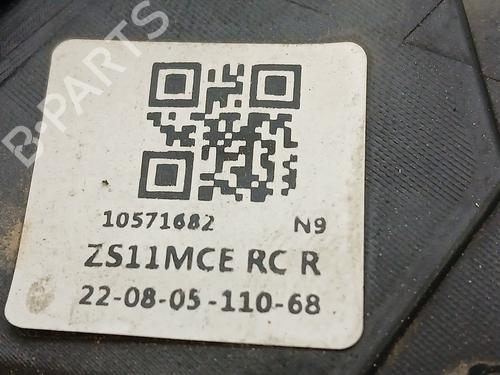 B-PARTS
10571682 N9
ZS11MCE RC R
22-08-05-110-68